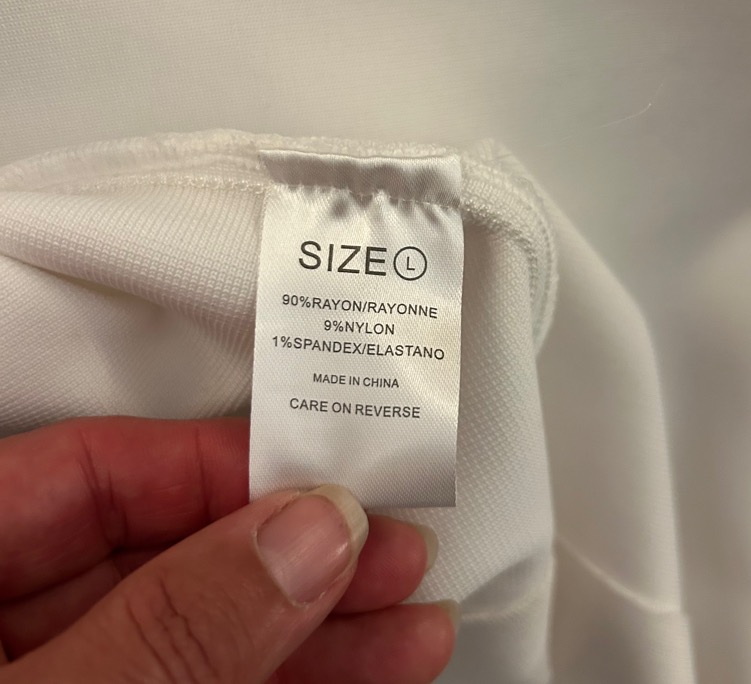 SIZE Ⓛ
90%RAYON/RAYONNE
9%NYLON
1%SPANDEX/ELASTANO
MADE IN CHINA
CARE ON REVERSE